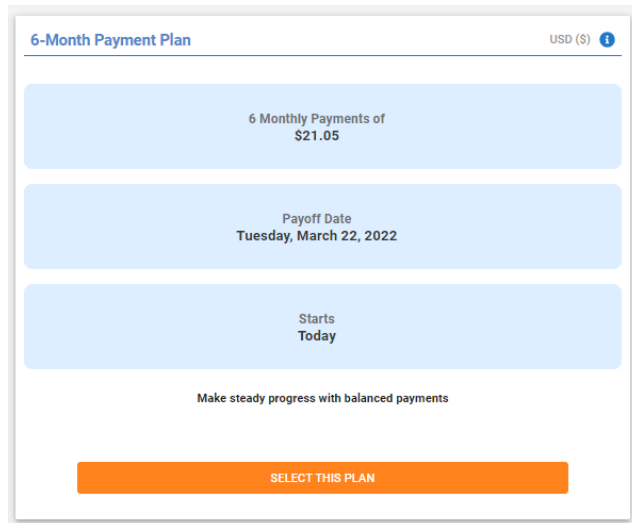 6-Month Payment Plan
USD ($) i
6 Monthly Payments of
$21.05
Payoff Date
Tuesday, March 22, 2022
Starts
Today
Make steady progress with balanced payments
SELECT THIS PLAN